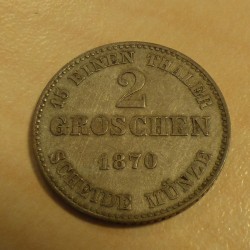 15 EINEN THALER
2
GROSCHEN
1870
SCHEIDE MÜNZE